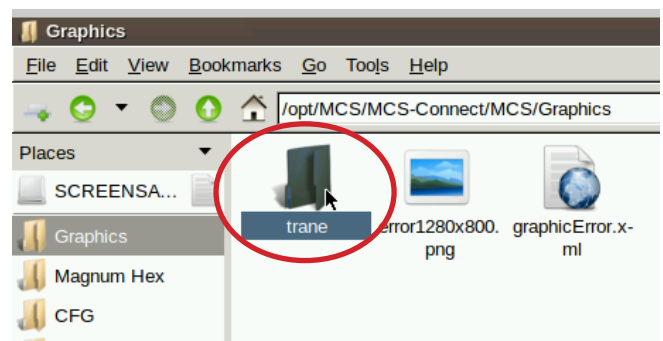 Graphics
File Edit View Bookmarks Go Tools Help
/opt/MCS/MCS-Connect/MCS/Graphics
Places
SCREENSA...
Graphics
Magnum Hex
CFG
trane
error1280x800.
png
graphicError.x-
ml